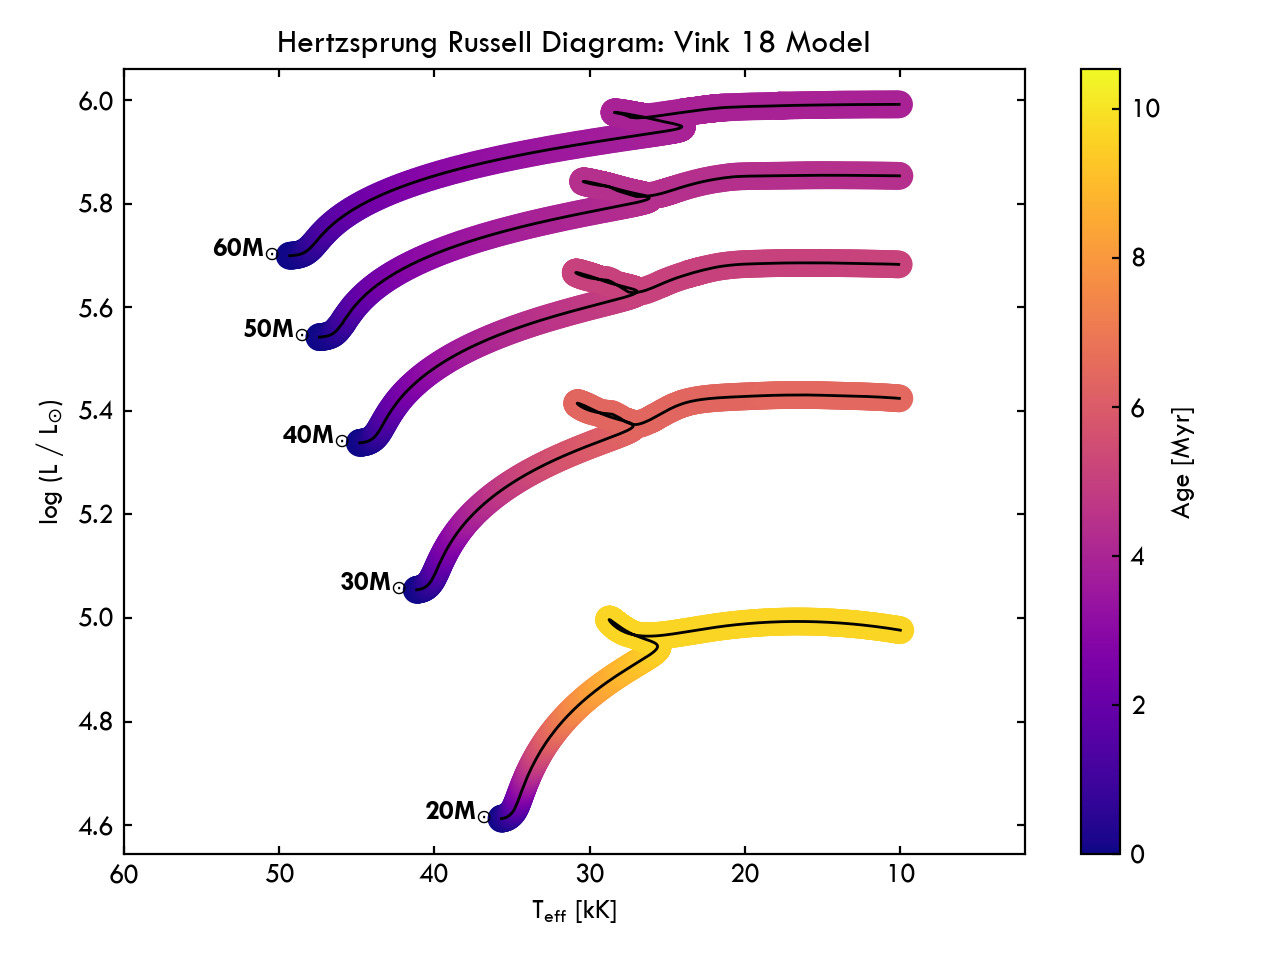 Hertzsprung Russell Diagram: Vink 18 Model
6.0
5.8
5.6
5.4
5.2
5.0
4.8
4.6
log (L / L☉)
60M☉
50M☉
40M☉
30M☉
20M☉
60 50 40 30 20 10
Teff [kK]
10
8
6
4
2
0
Age [Myr]